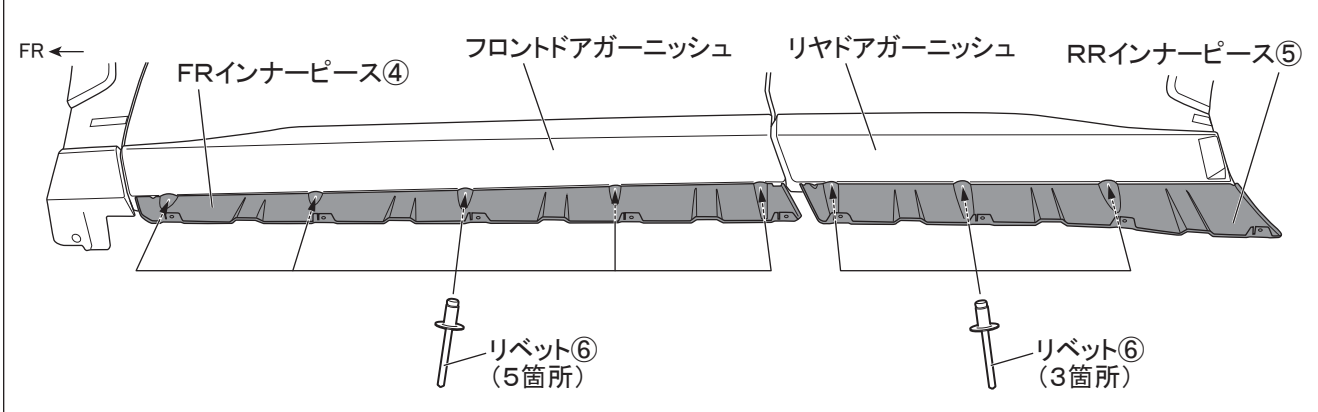 FR
FRインナーピース④
フロントドアガーニッシュ
リヤドアガーニッシュ
RRインナーピース⑤
リベット⑥
（5箇所）
リベット⑥
（3箇所）